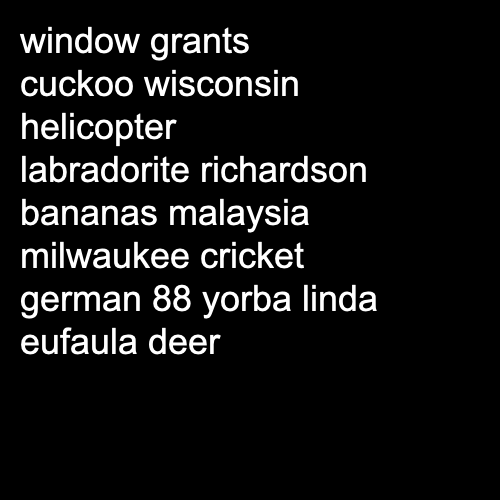 window grants
cuckoo wisconsin
helicopter
labradorite richardson
bananas malaysia
milwaukee cricket
german 88 yorba linda
eufaula deer